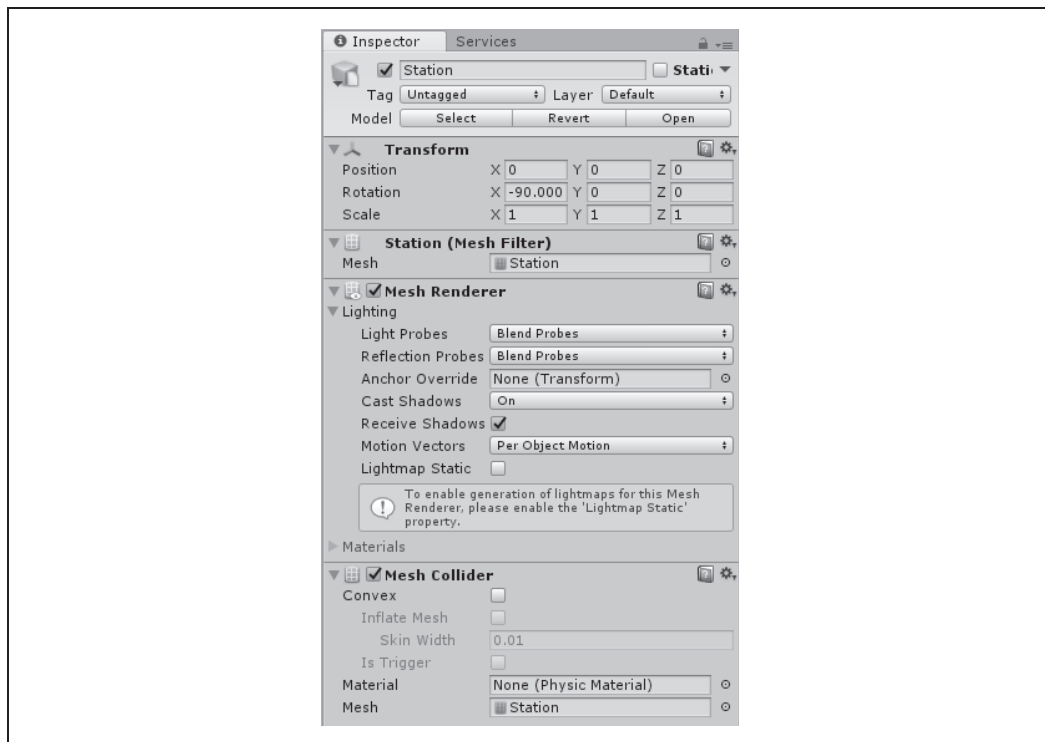 Inspector Services
Station Stati
Tag Untagged Layer Default
Model Select Revert Open
Transform
Position X 0 Y 0 Z 0
Rotation X -90.000 Y 0 Z 0
Scale X 1 Y 1 Z 1
Station (Mesh Filter)
Mesh Station
Mesh Renderer
Lighting
Light Probes Blend Probes
Reflection Probes Blend Probes
Anchor Override None (Transform)
Cast Shadows On
Receive Shadows
Motion Vectors Per Object Motion
Lightmap Static
To enable generation of lightmaps for this Mesh
Renderer, please enable the 'Lightmap Static'
property.
Materials
Mesh Collider
Convex
Inflate Mesh
Skin Width 0.01
Is Trigger
Material None (Physic Material)
Mesh Station